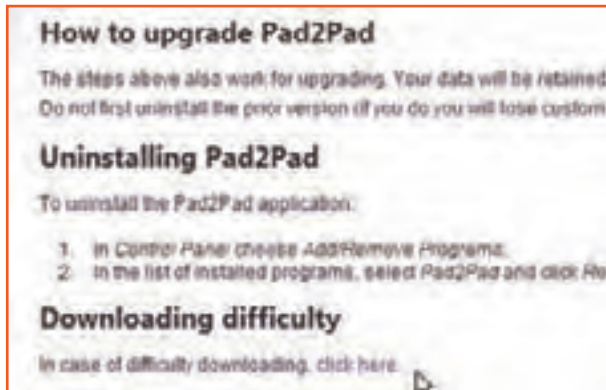 How to upgrade Pad2Pad
The steps above also work for upgrading. Your data will be retained
Do not first uninstall the prior version (if you do you will lose custom
Uninstalling Pad2Pad
To uninstall the Pad2Pad application:
1. In Control Panel choose Add/Remove Programs.
2. In the list of installed programs, select Pad2Pad and click Re
Downloading difficulty
In case of difficulty downloading, click here.